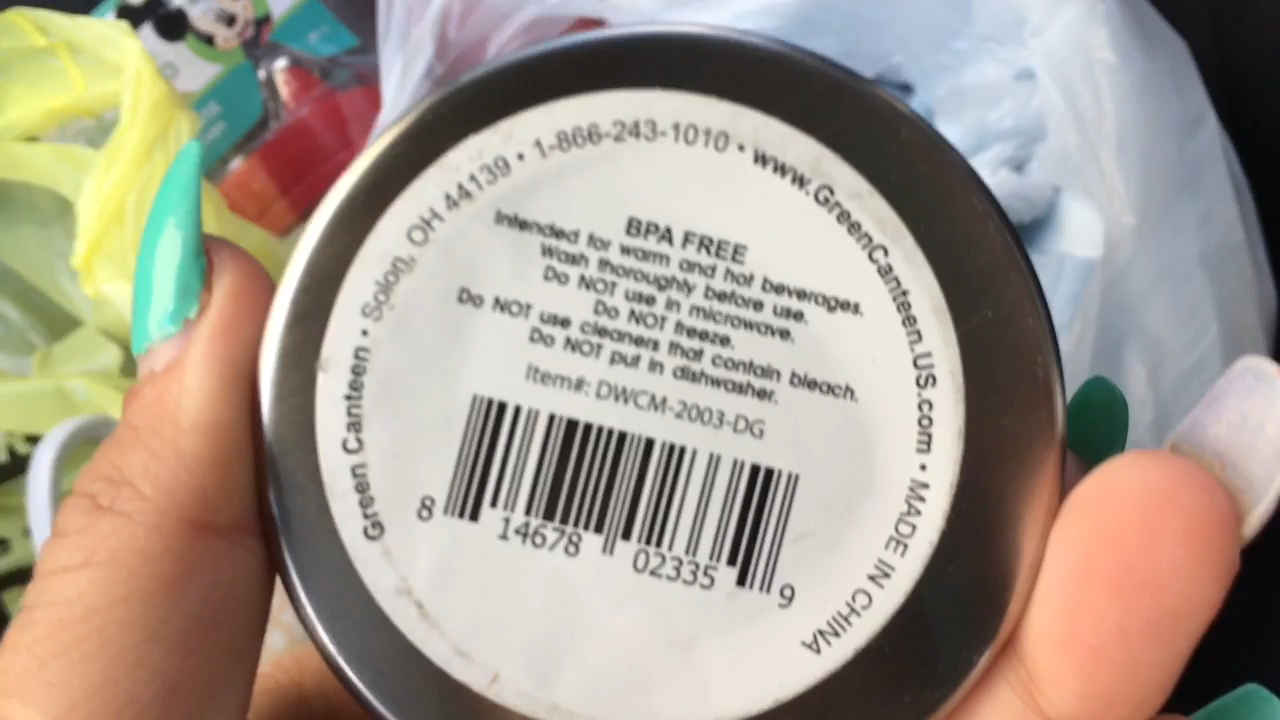 Green Canteen • Solon, OH 44139 • 1-866-243-1010 • www.GreenCanteen.US.com • MADE IN CHINA
BPA FREE
Intended for warm and hot beverages.
Wash thoroughly before use.
Do NOT use in microwave.
Do NOT freeze.
Do NOT use cleaners that contain bleach.
Do NOT put in dishwasher.
Item#: DWCM-2003-DG
8 14678 02335 9